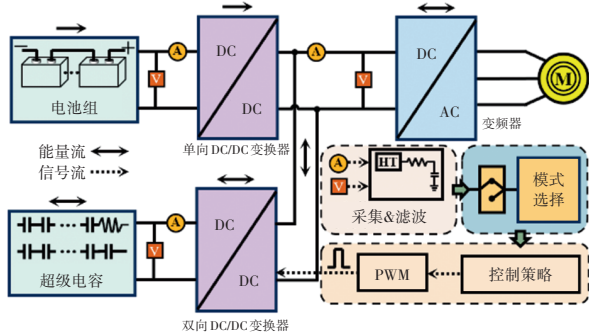 − +
电池组
A
V
DC
DC
单向DC/DC变换器
A
V
DC
AC
变频器
M
能量流
信号流
超级电容
A
V
DC
DC
双向DC/DC变换器
A
V
HT
采集&滤波
模式
选择
PWM
控制策略